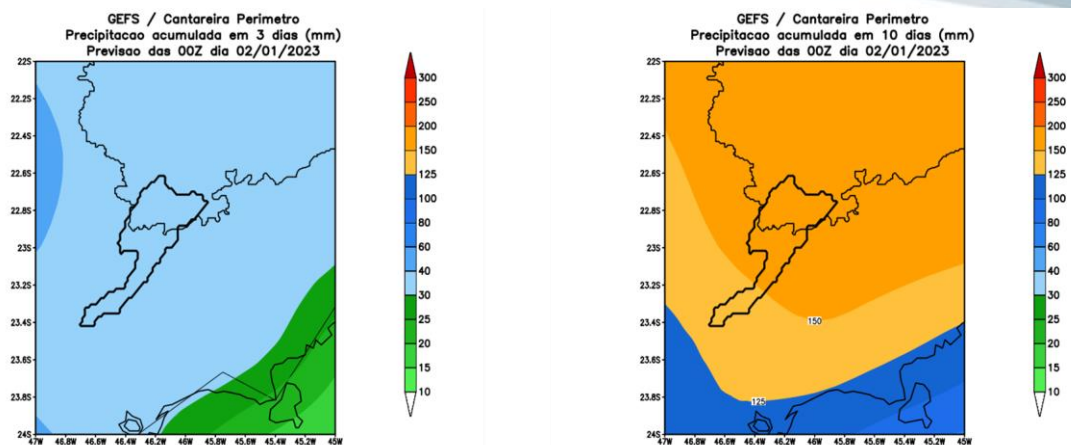 GEFS / Cantareira Perimetro
Precipitacao acumulada em 3 dias (mm)
Previsao das 00Z dia 02/01/2023
22S
22.2S
22.4S
22.6S
22.8S
23S
23.2S
23.4S
23.6S
23.8S
24S
47W 46.8W 46.6W 46.4W 46.2W 46W 45.8W 45.6W 45.4W 45.2W 45W
300
250
200
150
125
100
80
60
40
30
25
20
15
10
GEFS / Cantareira Perimetro
Precipitacao acumulada em 10 dias (mm)
Previsao das 00Z dia 02/01/2023
22S
22.2S
22.4S
22.6S
22.8S
23S
23.2S
23.4S
23.6S
23.8S
24S
150
125
47W 46.8W 46.6W 46.4W 46.2W 46W 45.8W 45.6W 45.4W 45.2W 45W
300
250
200
150
125
100
80
60
40
30
25
20
15
10